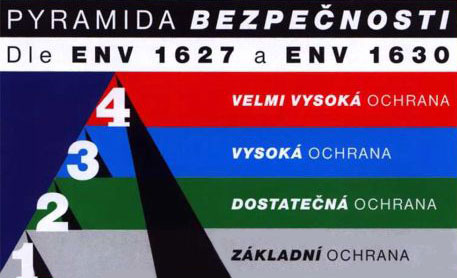 PYRAMIDA BEZPEČNOSTI
Dle ENV 1627 a ENV 1630
4 VELMI VYSOKÁ OCHRANA
3 VYSOKÁ OCHRANA
2 DOSTATEČNÁ OCHRANA
1 ZÁKLADNÍ OCHRANA